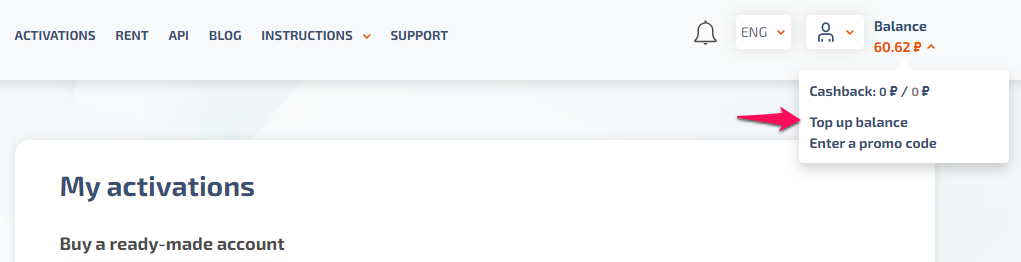 ACTIVATIONS RENT API BLOG INSTRUCTIONS SUPPORT ENG Balance
60.62 ₽
Cashback: 0 ₽ / 0 ₽
Top up balance
Enter a promo code
My activations
Buy a ready-made account